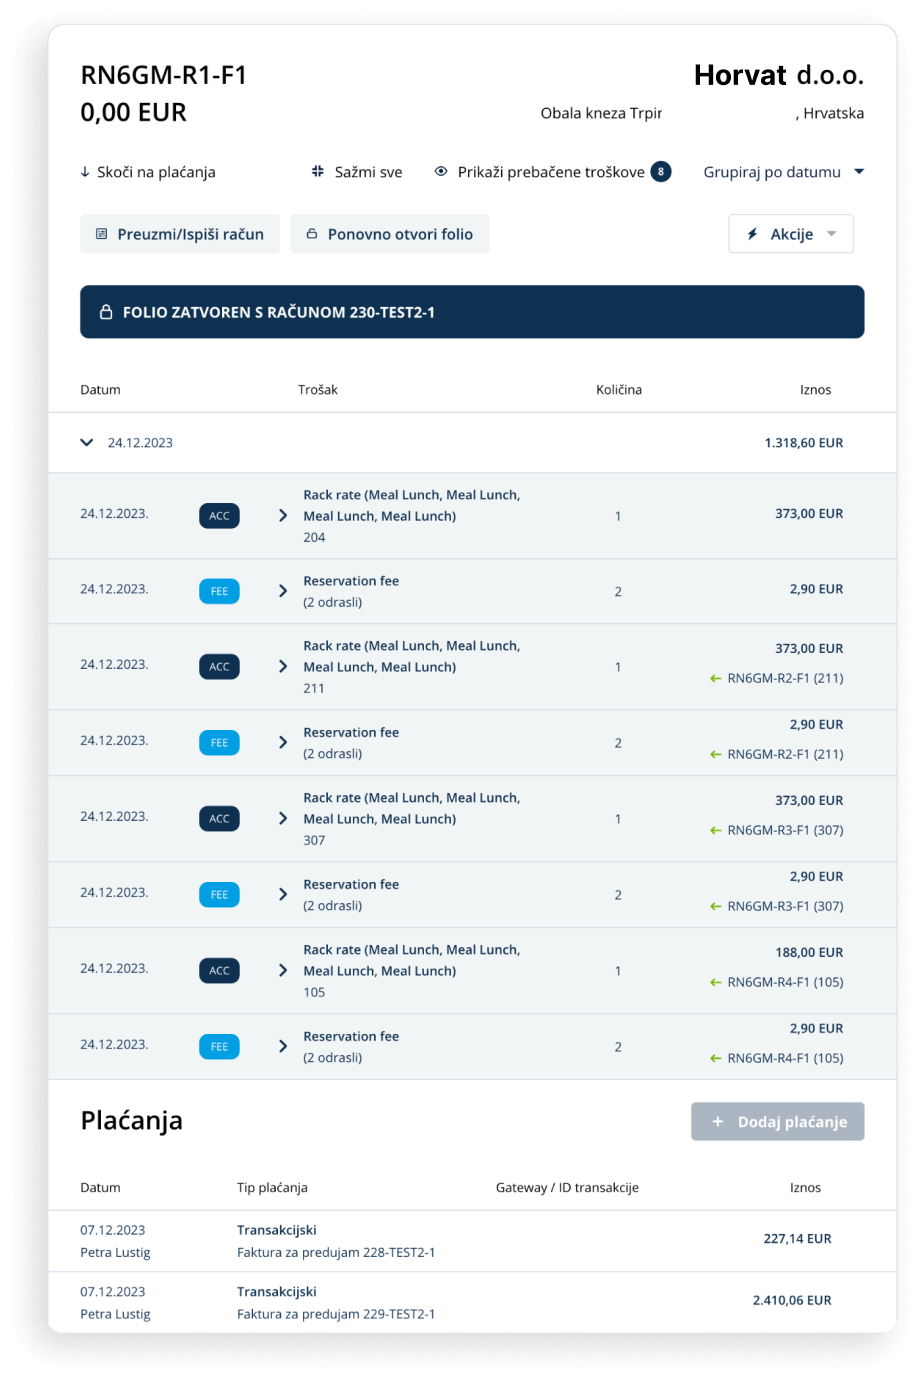 RN6GM-R1-F1
Horvat d.o.o.
0,00 EUR
Obala kneza , Hrvatska
Skoči na plaćanja Sažmi sve Prikaži prebačene troškove 8 Grupiraj po datumu
Preuzmi/Ispiši račun Ponovno otvori folio Akcije
FOLIO ZATVOREN S RAČUNOM 230-TEST2-1
Datum Trošak Količina Iznos
24.12.2023 1.318,60 EUR
Rack rate (Meal Lunch, Meal Lunch,
24.12.2023. ACC Meal Lunch, Meal Lunch) 1 373,00 EUR
204
24.12.2023. FEE Reservation fee 2 2,90 EUR
(2 odrasli)
Rack rate (Meal Lunch, Meal Lunch, 373,00 EUR
24.12.2023. ACC Meal Lunch, Meal Lunch) 1
211 RN6GM-R2-F1 (211)
24.12.2023. FEE Reservation fee 2 2,90 EUR
(2 odrasli) RN6GM-R2-F1 (211)
Rack rate (Meal Lunch, Meal Lunch, 373,00 EUR
24.12.2023. ACC Meal Lunch, Meal Lunch) 1
307 RN6GM-R3-F1 (307)
24.12.2023. FEE Reservation fee 2 2,90 EUR
(2 odrasli) RN6GM-R3-F1 (307)
Rack rate (Meal Lunch, Meal Lunch, 188,00 EUR
24.12.2023. ACC Meal Lunch, Meal Lunch) 1
105 RN6GM-R4-F1 (105)
24.12.2023. FEE Reservation fee 2 2,90 EUR
(2 odrasli) RN6GM-R4-F1 (105)
Plaćanja + Dodaj plaćanje
Datum Tip plaćanja Gateway / ID transakcije Iznos
07.12.2023 Transakcijski 227,14 EUR
Petra Lustig Faktura za predujam 228-TEST2-1
07.12.2023 Transakcijski 2.410,06 EUR
Petra Lustig Faktura za predujam 229-TEST2-1